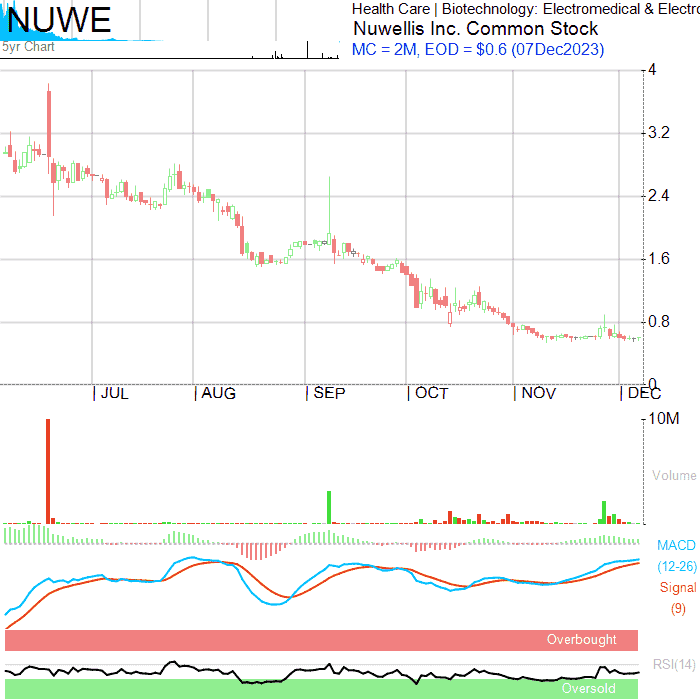 NUWE
5yr Chart
Health Care | Biotechnology: Electromedical & Electro
Nuwellis Inc. Common Stock
MC = 2M, EOD = $0.6 (07Dec2023)
4
3.2
2.4
1.6
0.8
0
| JUL | AUG | SEP | OCT | NOV | DEC
10M
Volume
MACD
(12-26)
Signal
(9)
Overbought
RSI(14)
Oversold